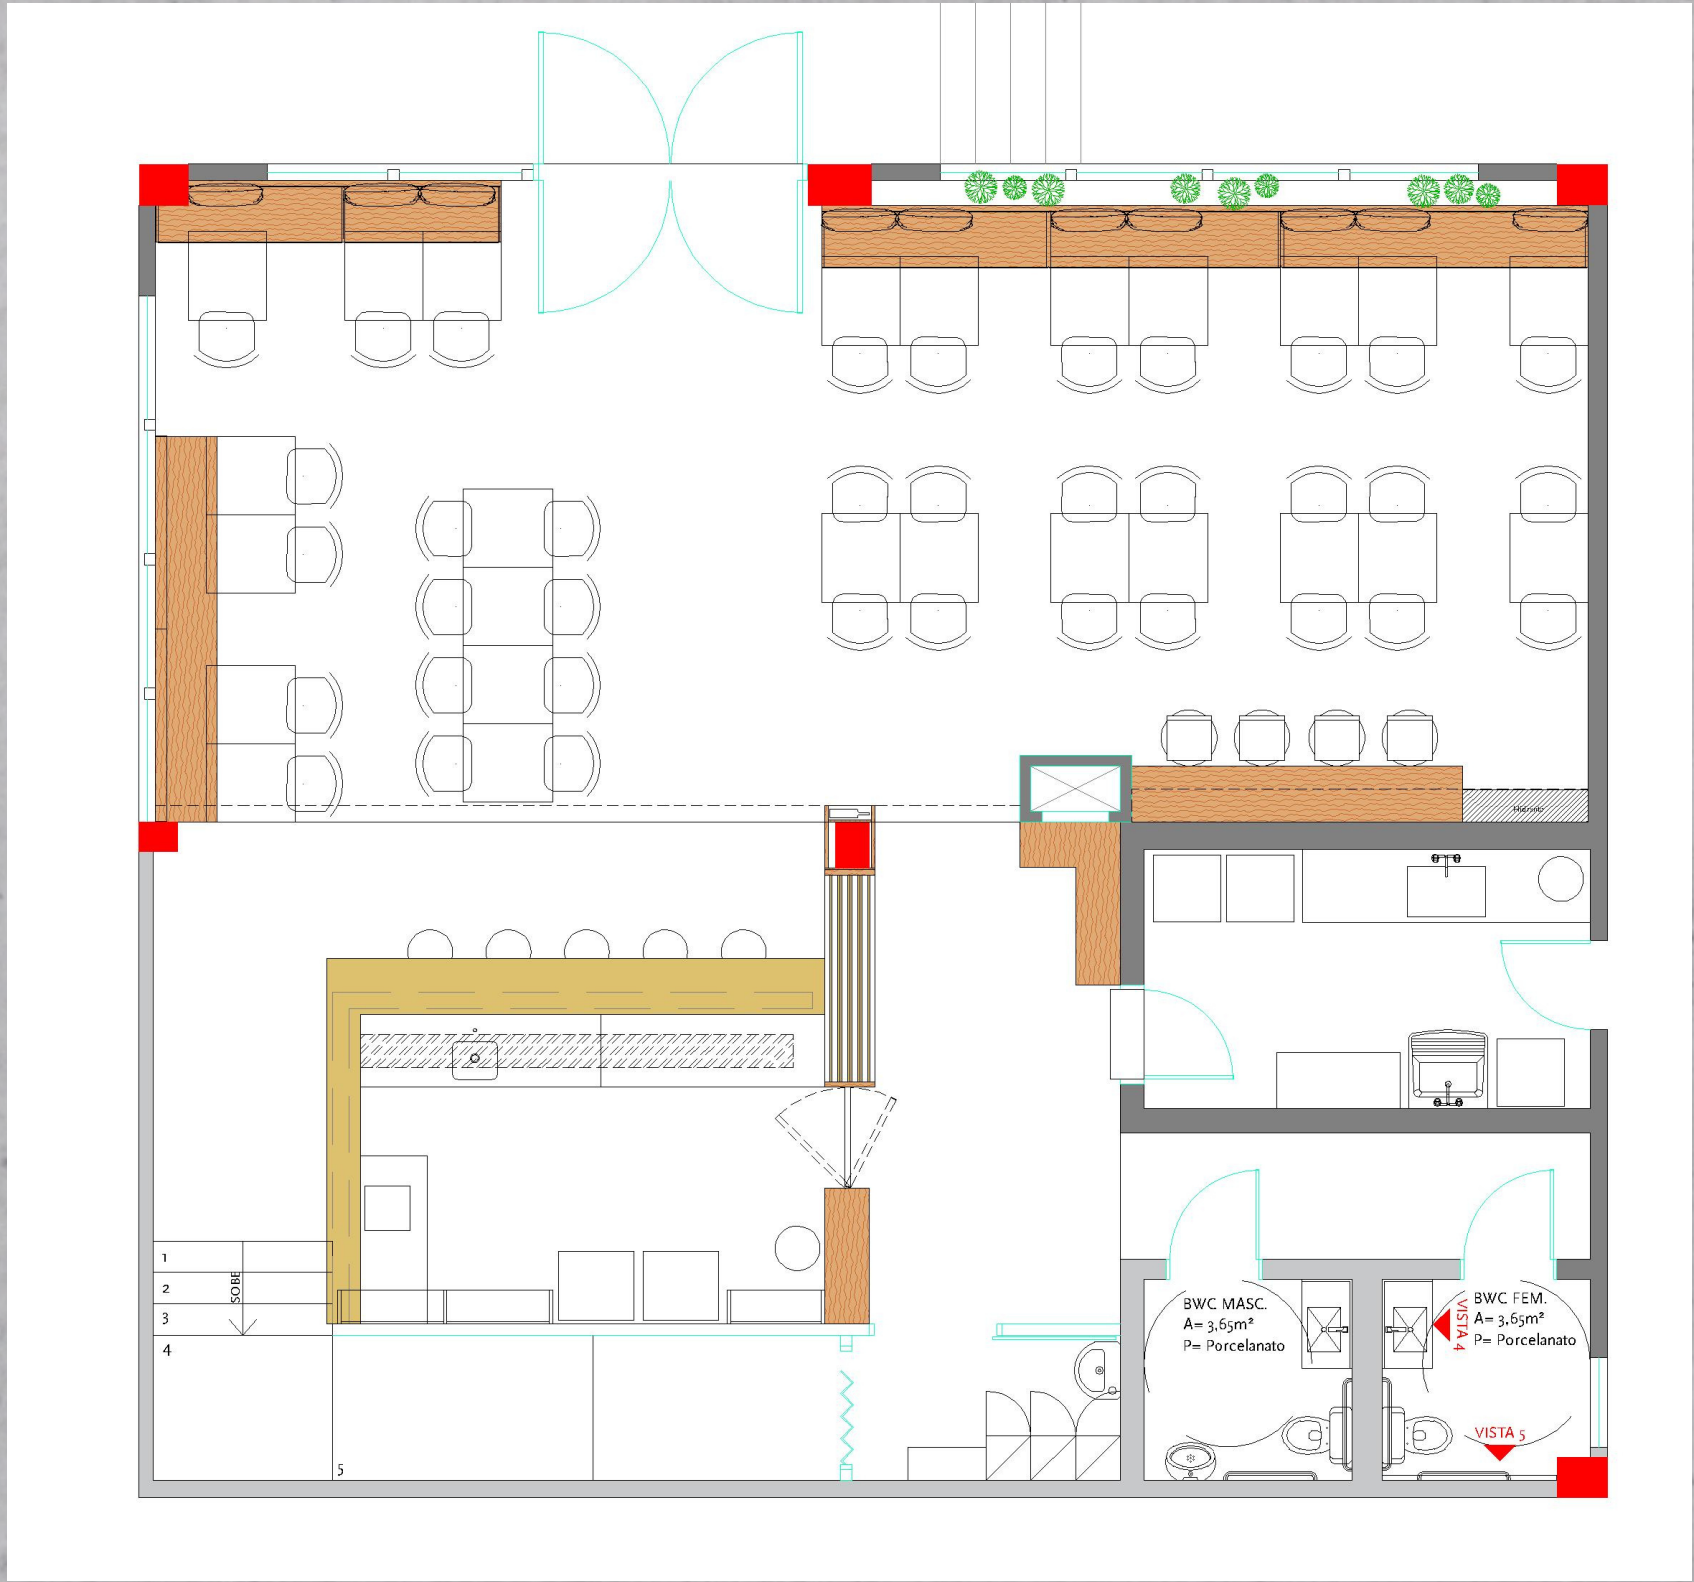 Hidrante
1
2
3
4
5
SOBE
BWC MASC.
A= 3,65m²
P= Porcelanato
BWC FEM.
A= 3,65m²
P= Porcelanato
VISTA 4
VISTA 5